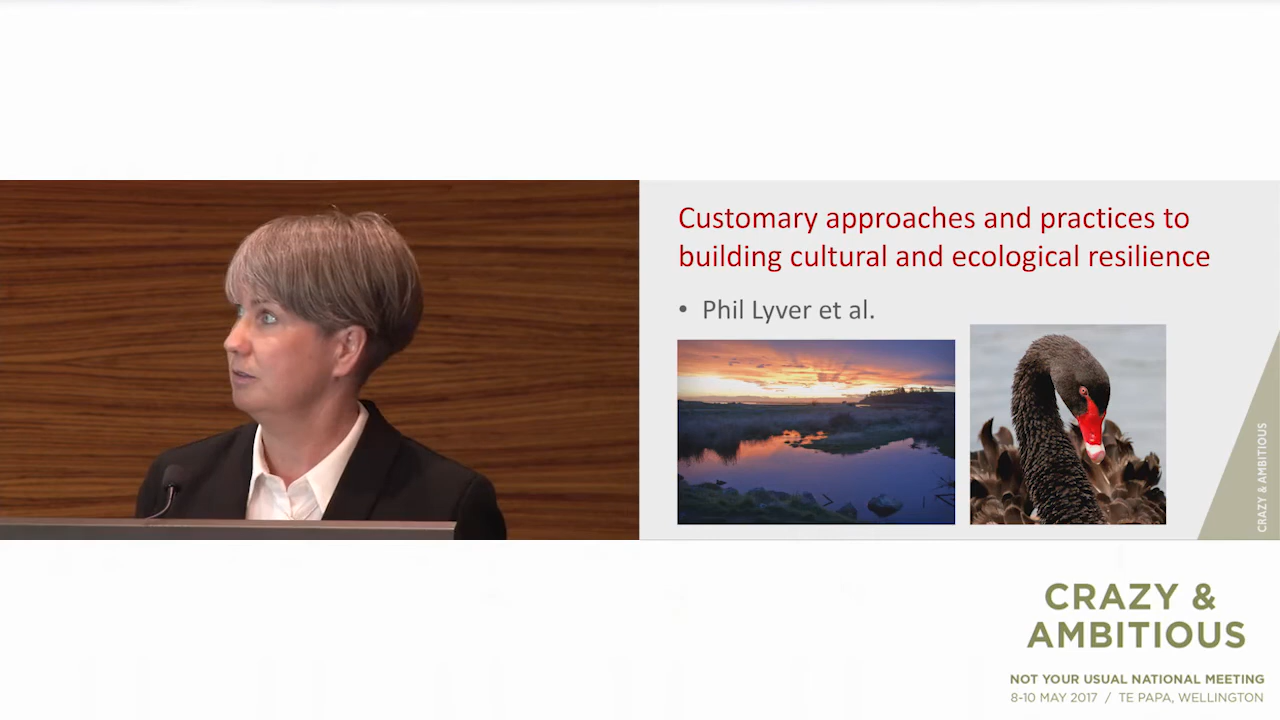 Customary approaches and practices to
building cultural and ecological resilience
• Phil Lyver et al.
CRAZY & AMBITIOUS
CRAZY &
AMBITIOUS
NOT YOUR USUAL NATIONAL MEETING
8-10 MAY 2017 / TE PAPA, WELLINGTON